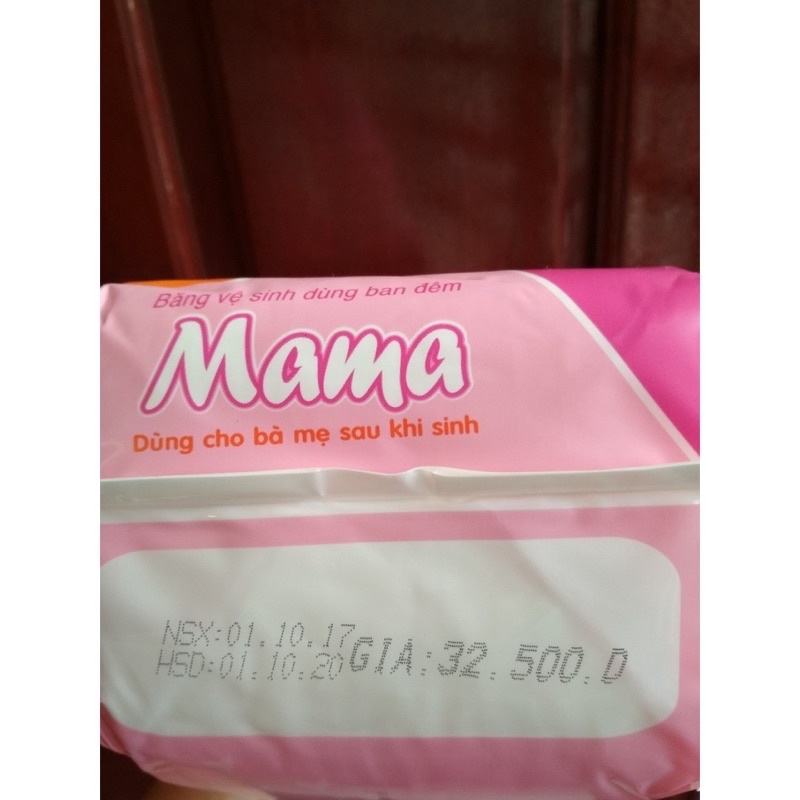 Băng vệ sinh dùng ban đêm
Mama
Dùng cho bà mẹ sau khi sinh
NSX:01.10.17
HSD:01.10.20 GIA:32.500.D